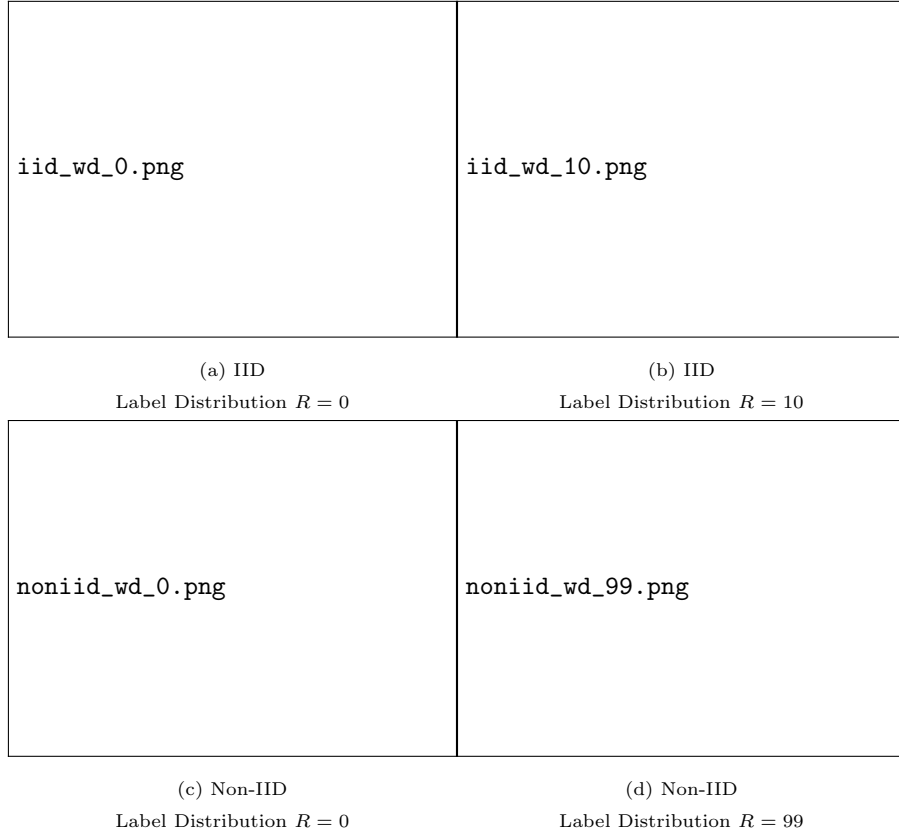 iid_wd_0.png
iid_wd_10.png
(a) IID
Label Distribution R = 0
(b) IID
Label Distribution R = 10
noniid_wd_0.png
noniid_wd_99.png
(c) Non-IID
Label Distribution R = 0
(d) Non-IID
Label Distribution R = 99